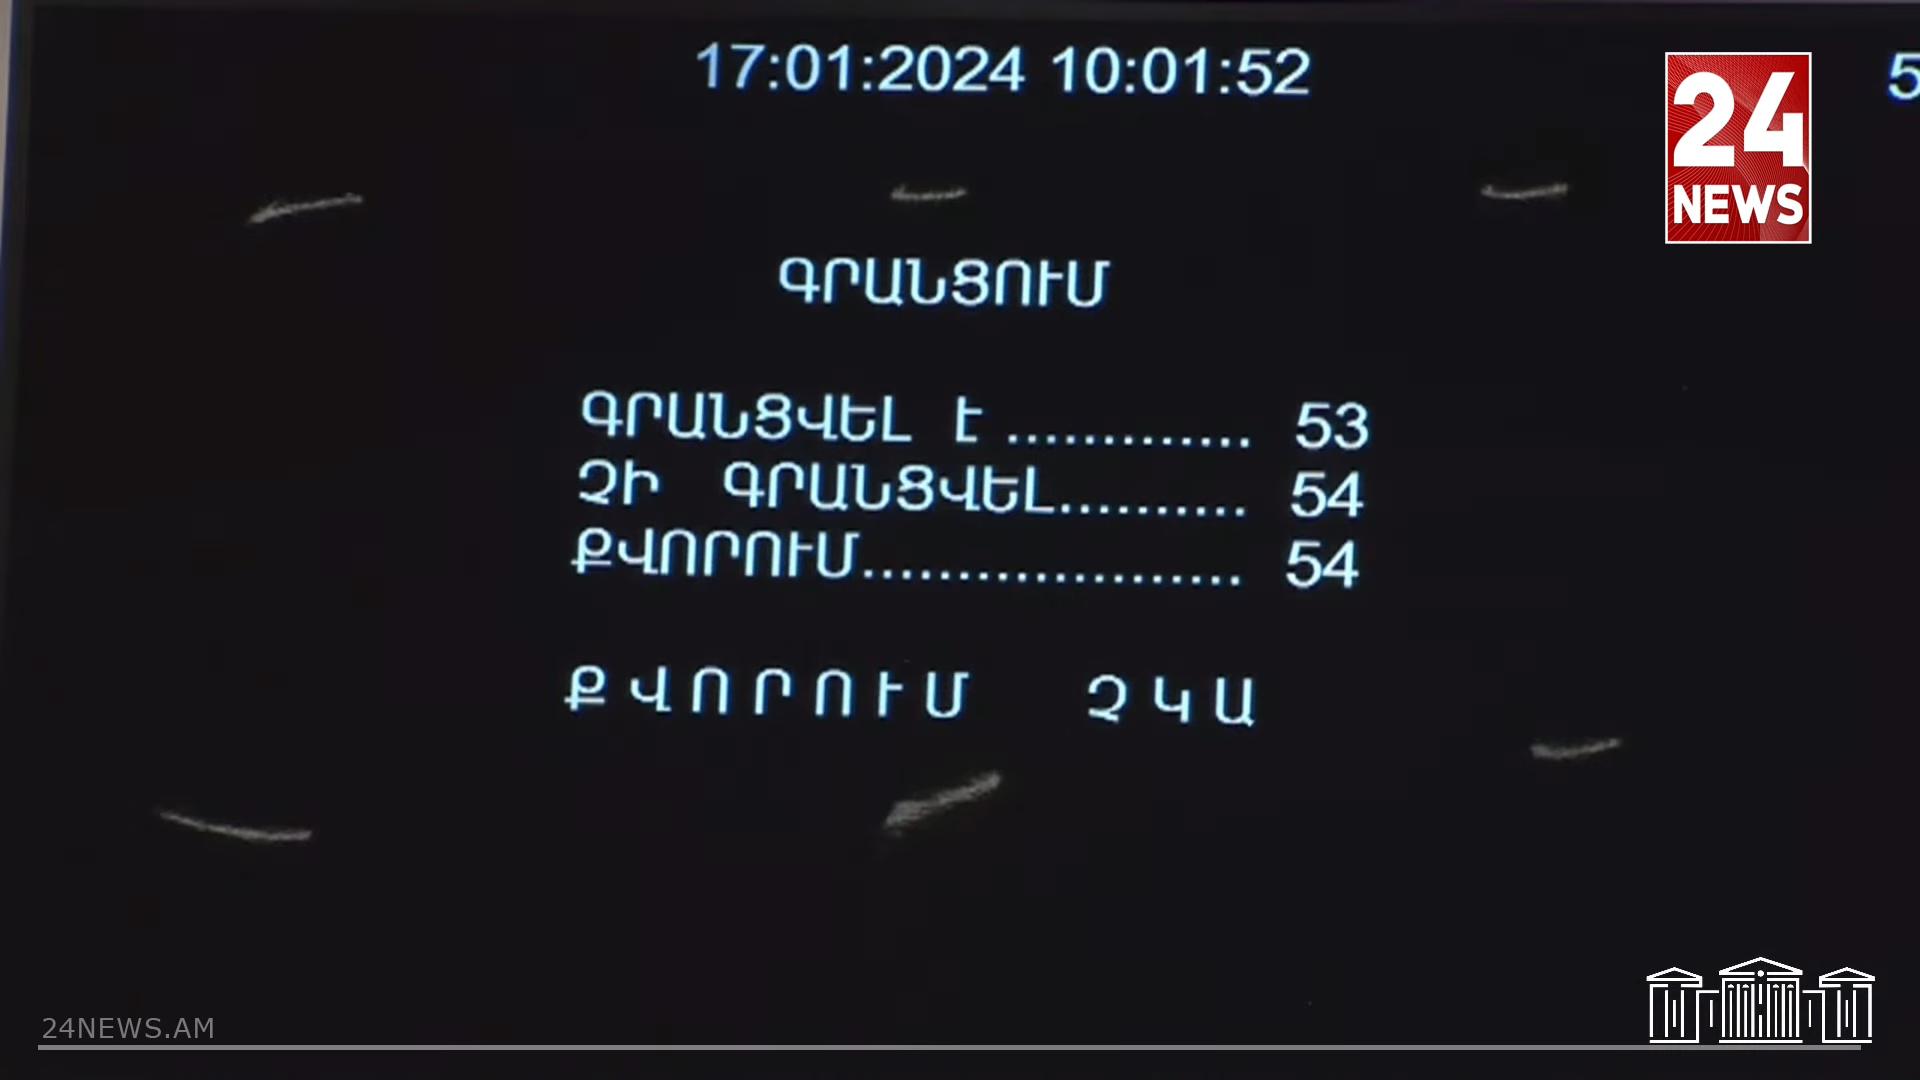 17:01:2024 10:01:52
5
24
NEWS
ԳՐԱՆՑՈՒՄ
ԳՐԱՆՑՎԵԼ Է ............. 53
ՉԻ ԳՐԱՆՑՎԵԼ.......... 54
ՔՎՈՐՈՒՄ.................... 54
ՔՎՈՐՈՒՄ ՉԿԱ
24NEWS.AM